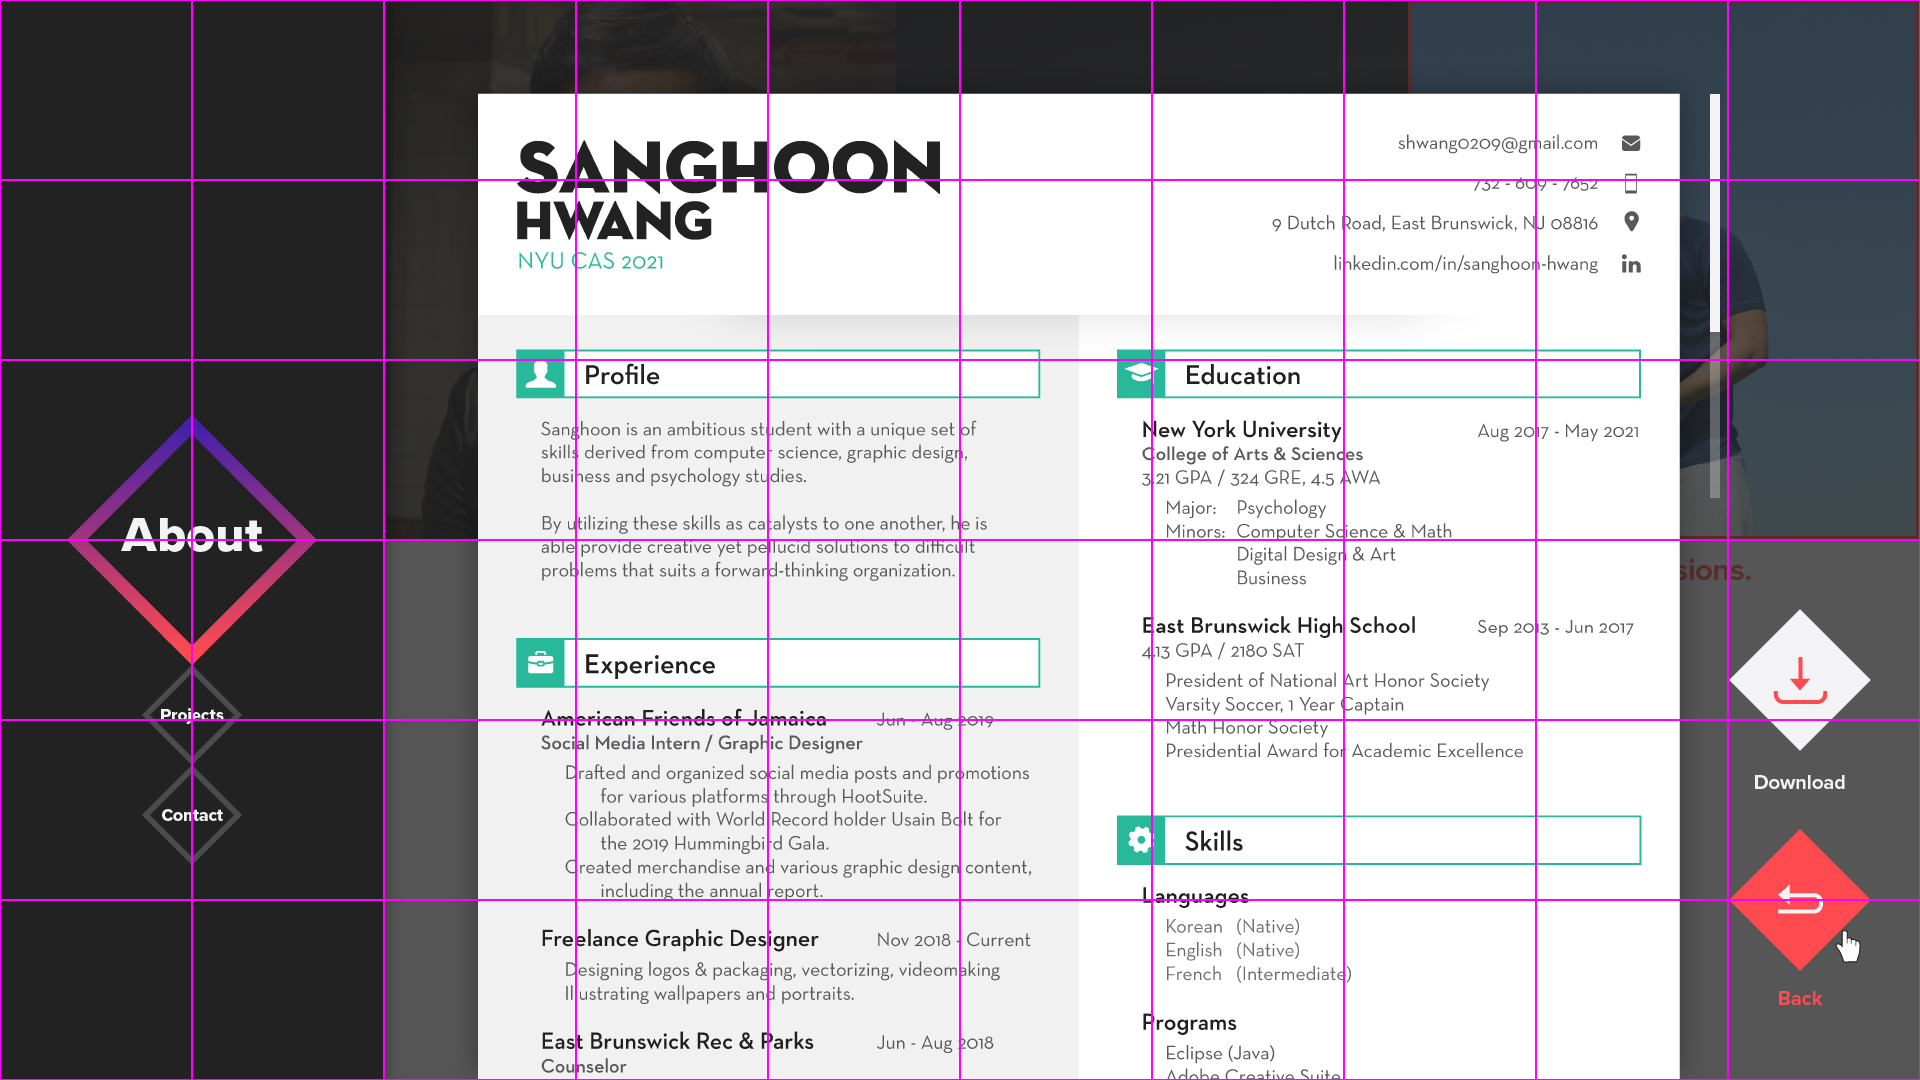 SANGHOON
HWANG
NYU CAS 2021
shwang0209@gmail.com
732 - 609 - 7652
9 Dutch Road, East Brunswick, NJ 08816
linkedin.com/in/sanghoon-hwang
Profile
Sanghoon is an ambitious student with a unique set of
skills derived from computer science, graphic design,
business and psychology studies.
By utilizing these skills as catalysts to one another, he is
able provide creative yet pellucid solutions to difficult
problems that suits a forward-thinking organization.
Experience
American Friends of Jamaica Jun - Aug 2019
Social Media Intern / Graphic Designer
Drafted and organized social media posts and promotions
for various platforms through HootSuite.
Collaborated with World Record holder Usain Bolt for
the 2019 Hummingbird Gala.
Created merchandise and various graphic design content,
including the annual report.
Freelance Graphic Designer Nov 2018 - Current
Designing logos & packaging, vectorizing, videomaking
Illustrating wallpapers and portraits.
East Brunswick Rec & Parks Jun - Aug 2018
Counselor
Education
New York University Aug 2017 - May 2021
College of Arts & Sciences
3.21 GPA / 324 GRE, 4.5 AWA
Major: Psychology
Minors: Computer Science & Math
Digital Design & Art
Business
East Brunswick High School Sep 2013 - Jun 2017
4.13 GPA / 2180 SAT
President of National Art Honor Society
Varsity Soccer, 1 Year Captain
Math Honor Society
Presidential Award for Academic Excellence
Skills
Languages
Korean (Native)
English (Native)
French (Intermediate)
Programs
Eclipse (Java)
Adobe Creative Suite
About
Projects
Contact
sions.
Download
Back